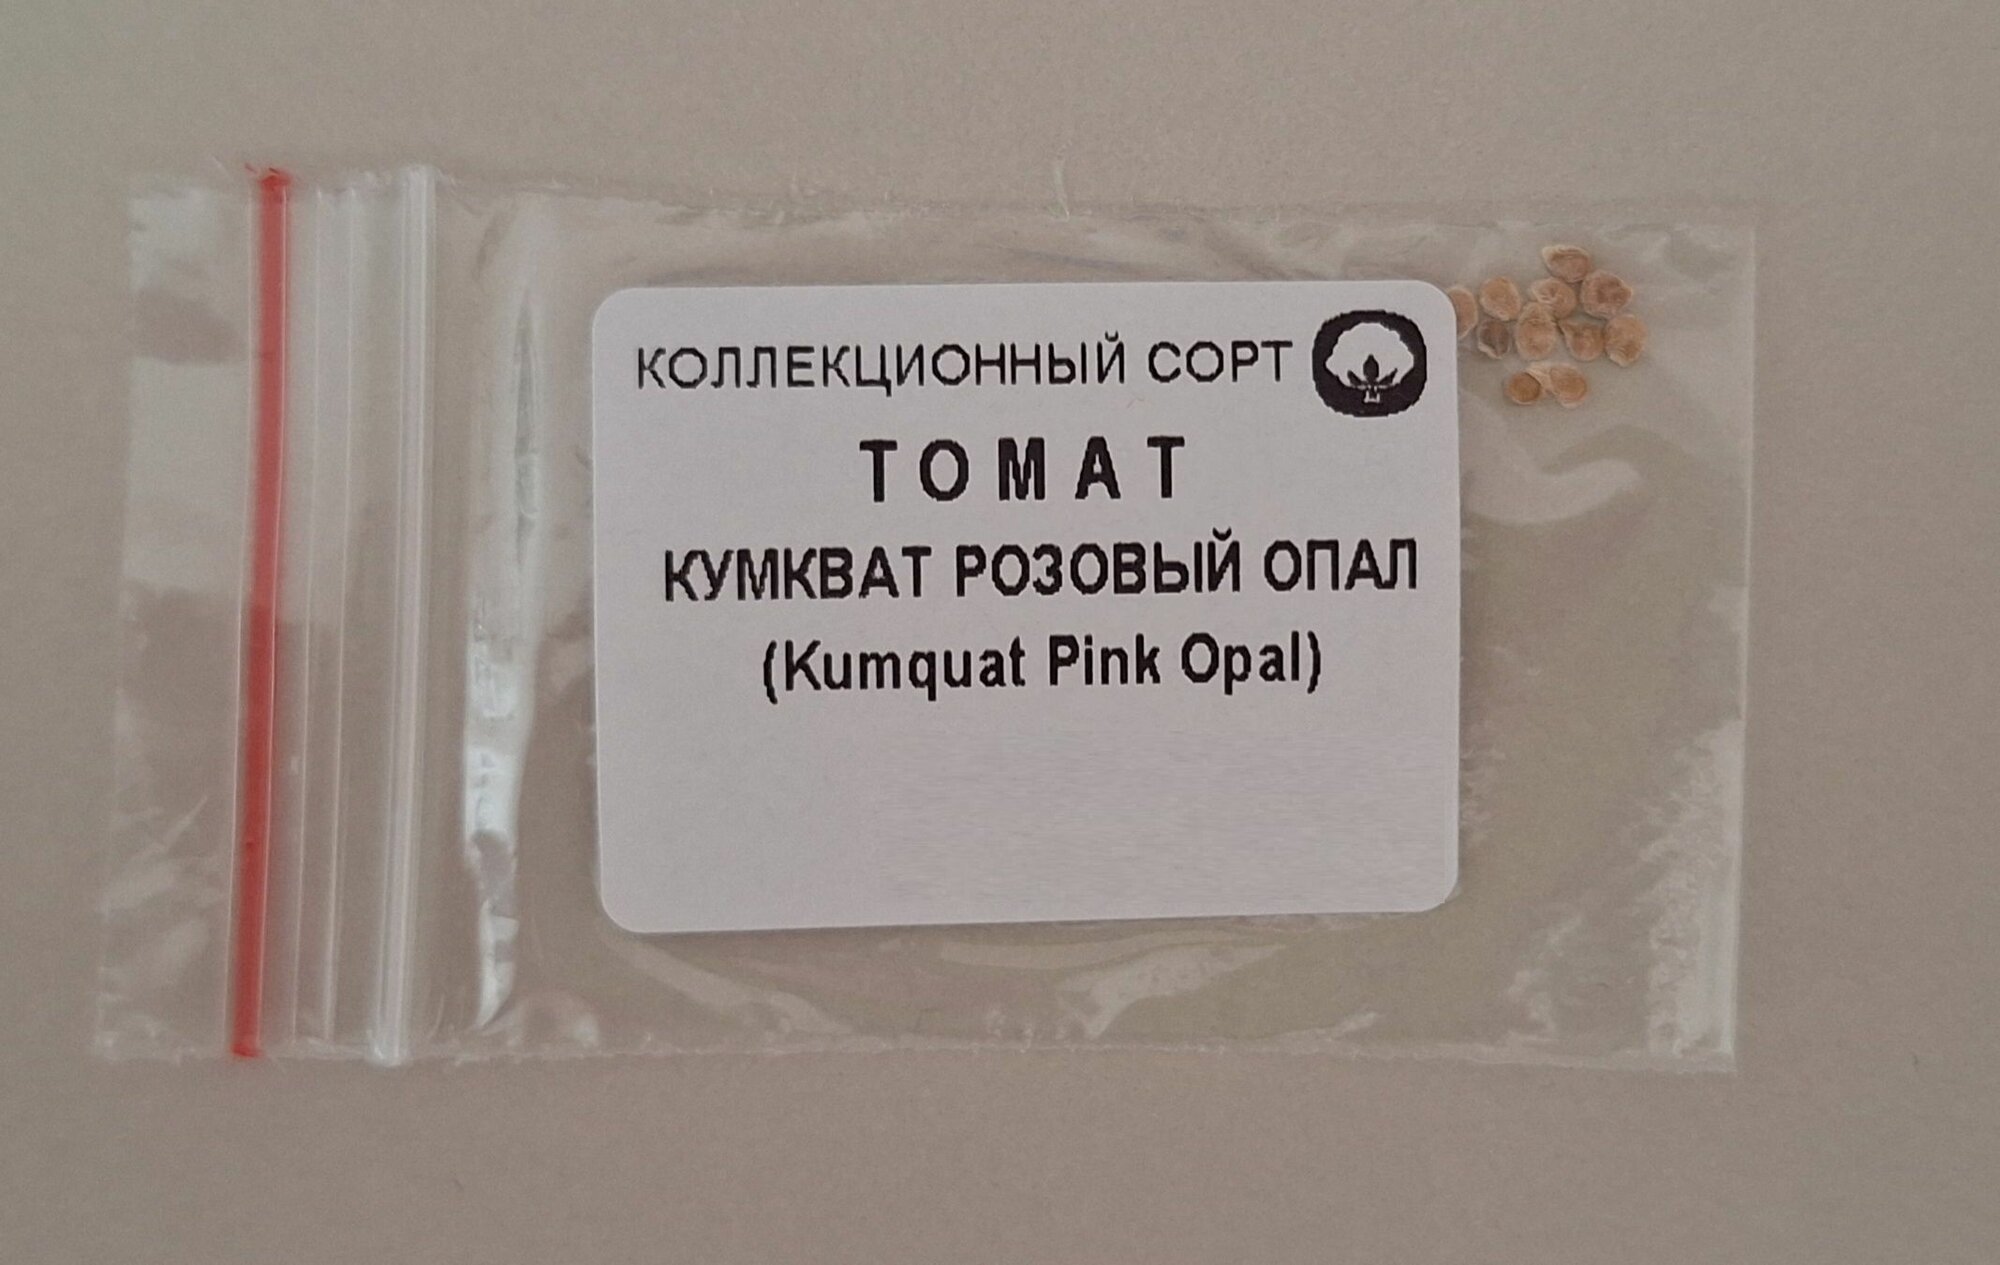 КОЛЛЕКЦИОННЫЙ СОРТ
ТОМАТ
КУМКВАТ РОЗОВЫЙ ОПАЛ
(Kumquat Pink Opal)